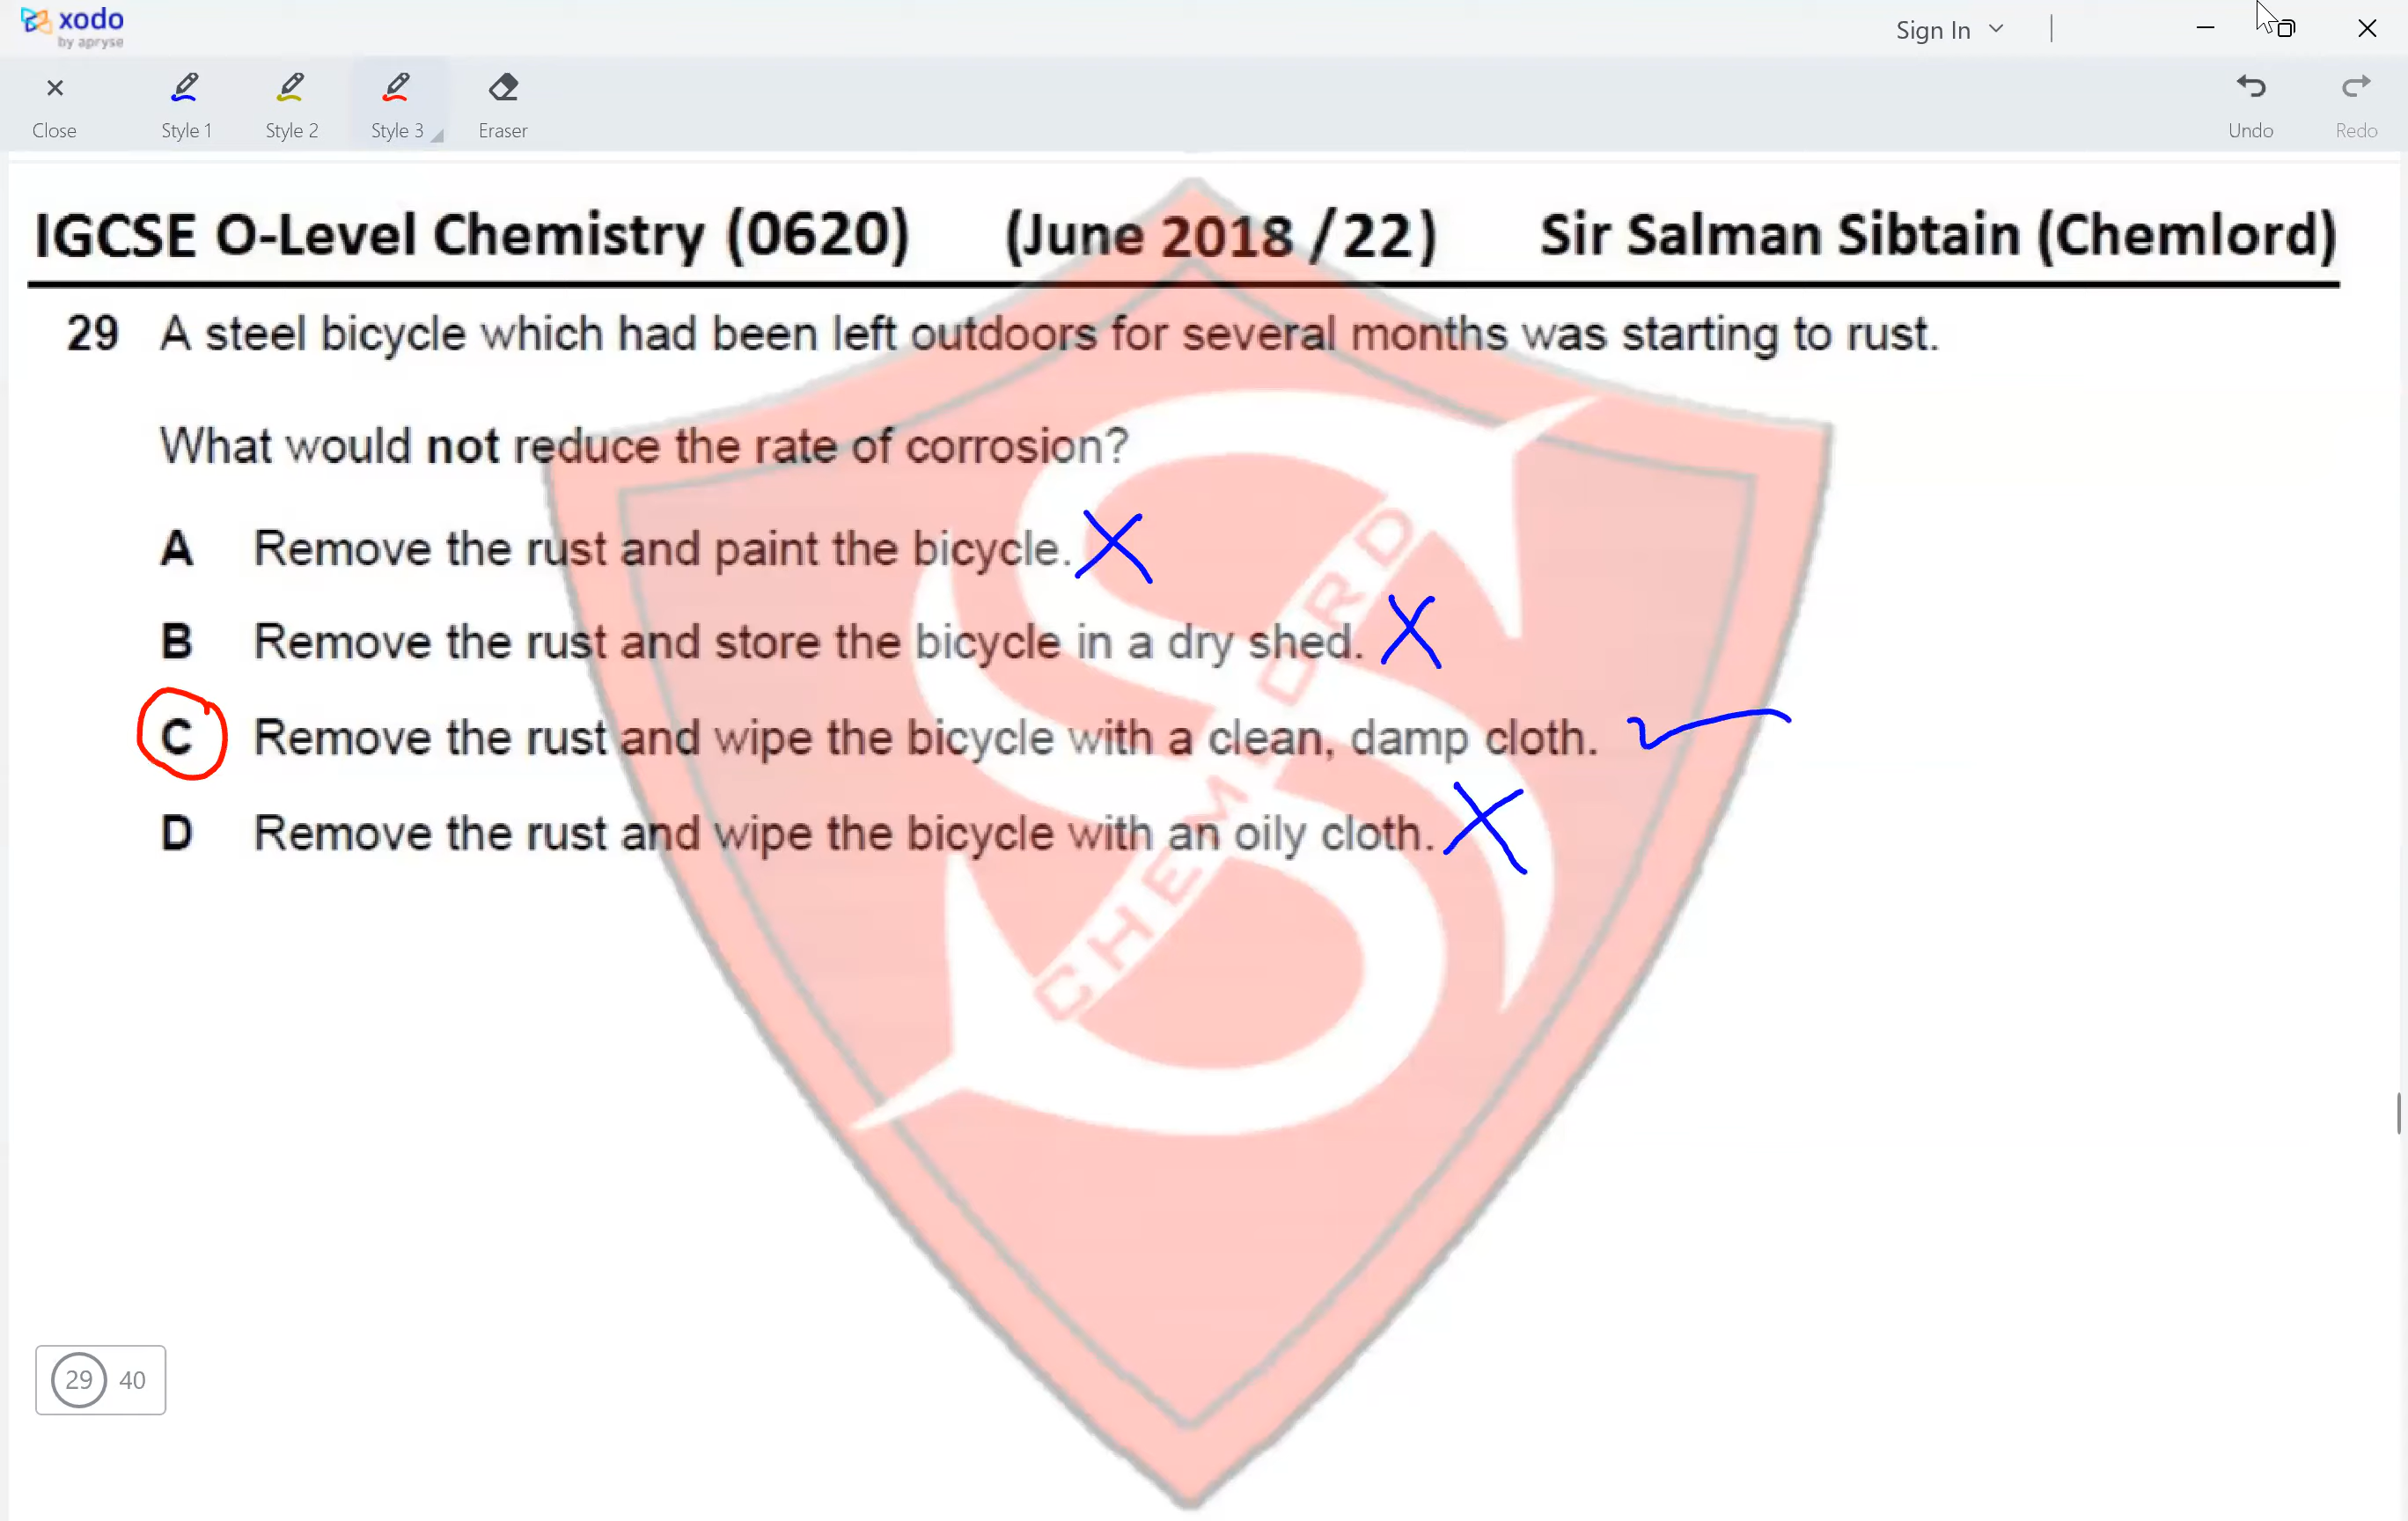 xodo
by apryse
Sign In
Close
Style 1
Style 2
Style 3
Eraser
Undo
Redo
IGCSE O-Level Chemistry (0620) (June 2018 /22) Sir Salman Sibtain (Chemlord)
29 A steel bicycle which had been left outdoors for several months was starting to rust.
What would not reduce the rate of corrosion?
A Remove the rust and paint the bicycle.
B Remove the rust and store the bicycle in a dry shed.
C Remove the rust and wipe the bicycle with a clean, damp cloth.
D Remove the rust and wipe the bicycle with an oily cloth.
CHEMLORD
29 40